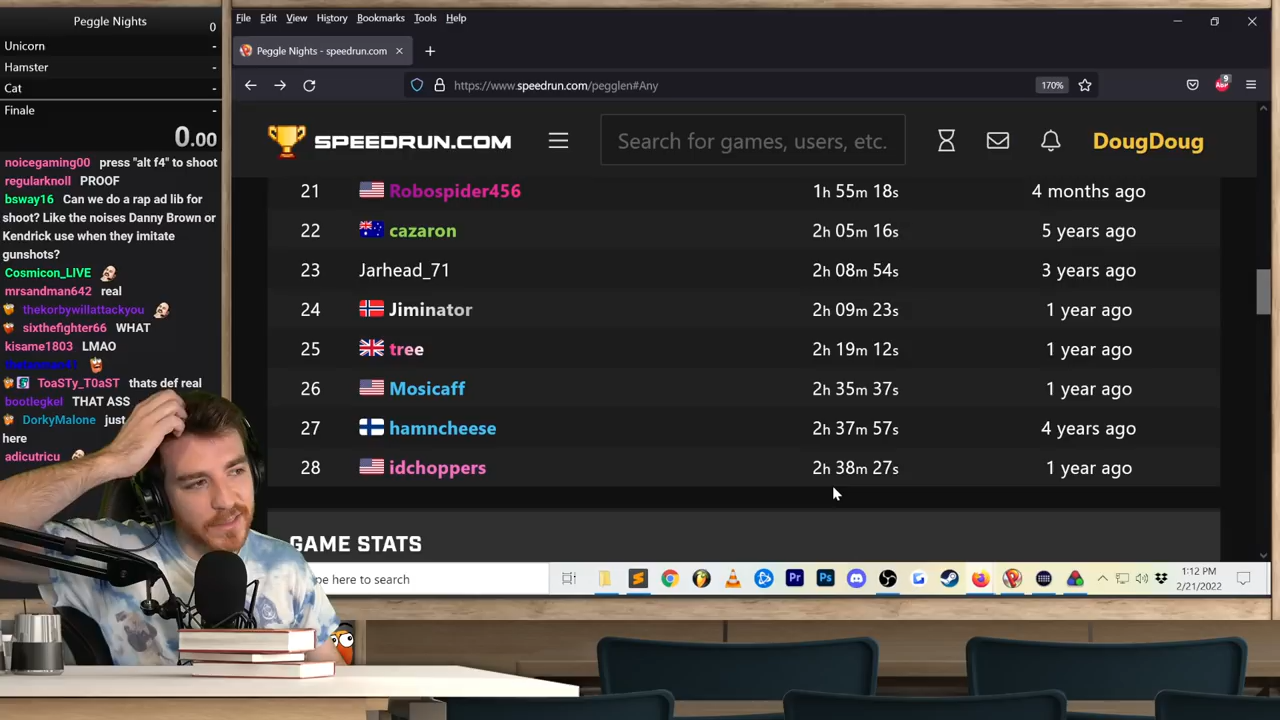 Peggle Nights
0
Unicorn -
Hamster -
Cat -
Finale -
0.00
noicegaming00 press "alt f4" to shoot
regularknoll PROOF
bsway16 Can we do a rap ad lib for
shoot? Like the noises Danny Brown or
Kendrick use when they imitate
gunshots?
Cosmicon_LIVE
mrsandman642 real
thekorbywillattackyou
sixthefighter66 WHAT
kisame1803 LMAO
ToaSTy_T0aST thats def real
bootlegkel THAT ASS
DorkyMalone just
here
adicutricu
File Edit View History Bookmarks Tools Help
Peggle Nights - speedrun.com
https://www.speedrun.com/pegglen#Any
170%
9
SPEEDRUN.COM
Search for games, users, etc.
DougDoug
21 Robospider456 1h 55m 18s 4 months ago
22 cazaron 2h 05m 16s 5 years ago
23 Jarhead_71 2h 08m 54s 3 years ago
24 Jiminator 2h 09m 23s 1 year ago
25 tree 2h 19m 12s 1 year ago
26 Mosicaff 2h 35m 37s 1 year ago
27 hamncheese 2h 37m 57s 4 years ago
28 idchoppers 2h 38m 27s 1 year ago
GAME STATS
pe here to search
Pr
Ps
1:12 PM
2/21/2022